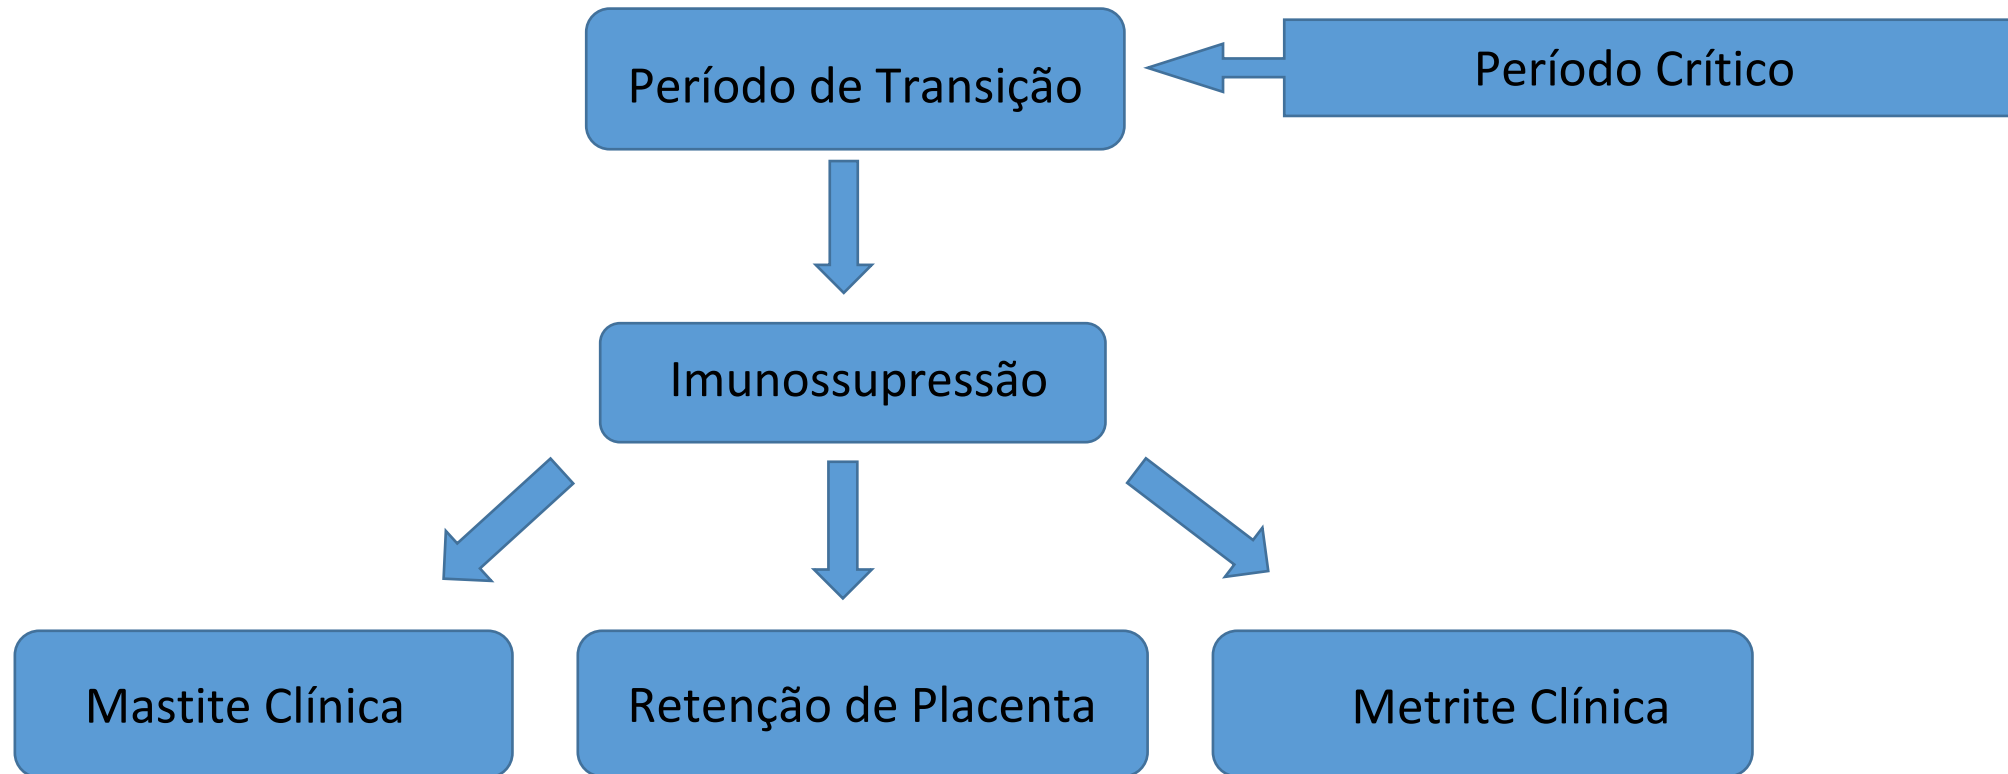 Período de Transição
Período Crítico
Imunossupressão
Mastite Clínica
Retenção de Placenta
Metrite Clínica